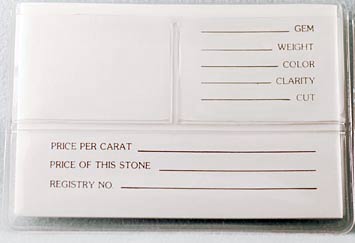 GEM
WEIGHT
COLOR
CLARITY
CUT
PRICE PER CARAT
PRICE OF THIS STONE
REGISTRY NO.